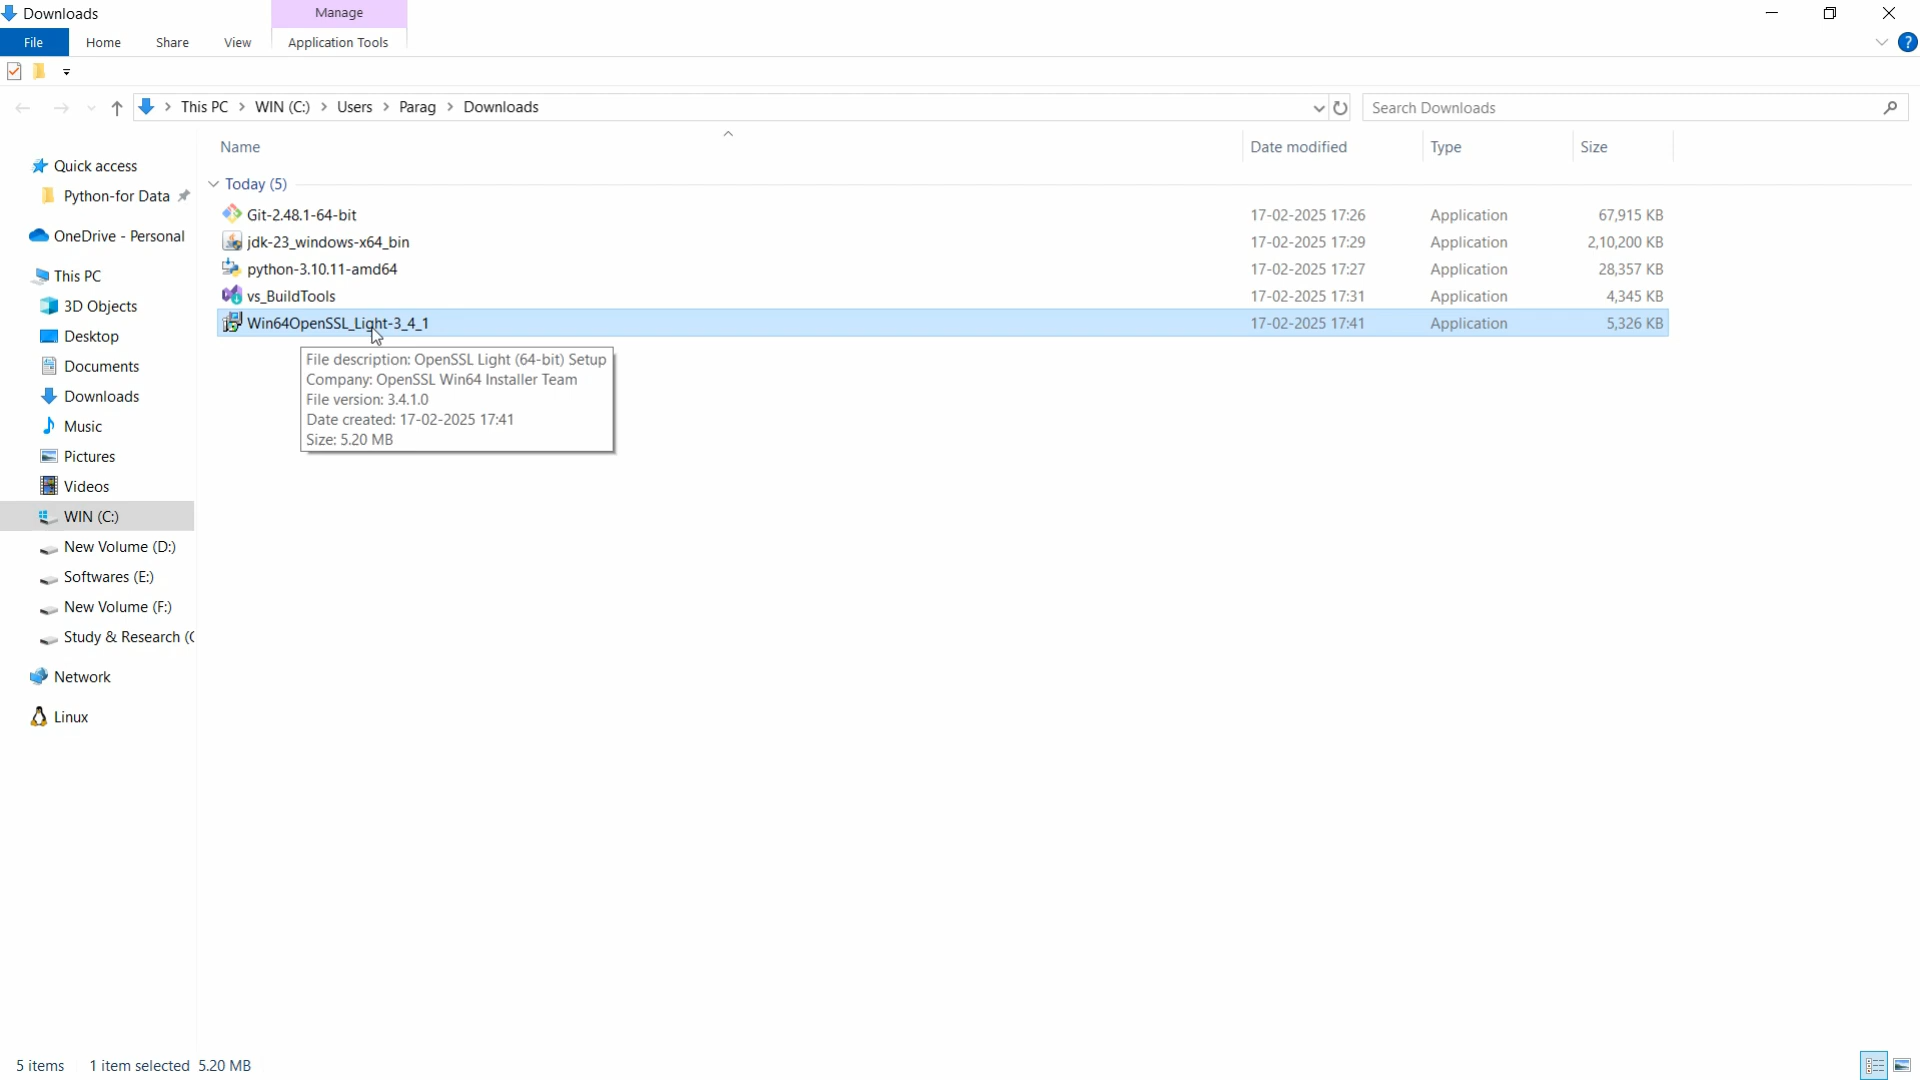 Downloads
Manage
File Home Share View Application Tools
This PC > WIN (C:) > Users > Parag > Downloads
Search Downloads
Name Date modified Type Size
Today (5)
Git-2.48.1-64-bit 17-02-2025 17:26 Application 67,915 KB
jdk-23_windows-x64_bin 17-02-2025 17:29 Application 2,10,200 KB
python-3.10.11-amd64 17-02-2025 17:27 Application 28,357 KB
vs_BuildTools 17-02-2025 17:31 Application 4,345 KB
Win64OpenSSL_Light-3_4_1 17-02-2025 17:41 Application 5,326 KB
File description: OpenSSL Light (64-bit) Setup
Company: OpenSSL Win64 Installer Team
File version: 3.4.1.0
Date created: 17-02-2025 17:41
Size: 5.20 MB
Quick access
Python-for Data
OneDrive - Personal
This PC
3D Objects
Desktop
Documents
Downloads
Music
Pictures
Videos
WIN (C:)
New Volume (D:)
Softwares (E:)
New Volume (F:)
Study & Research (
Network
Linux
5 items 1 item selected 5.20 MB